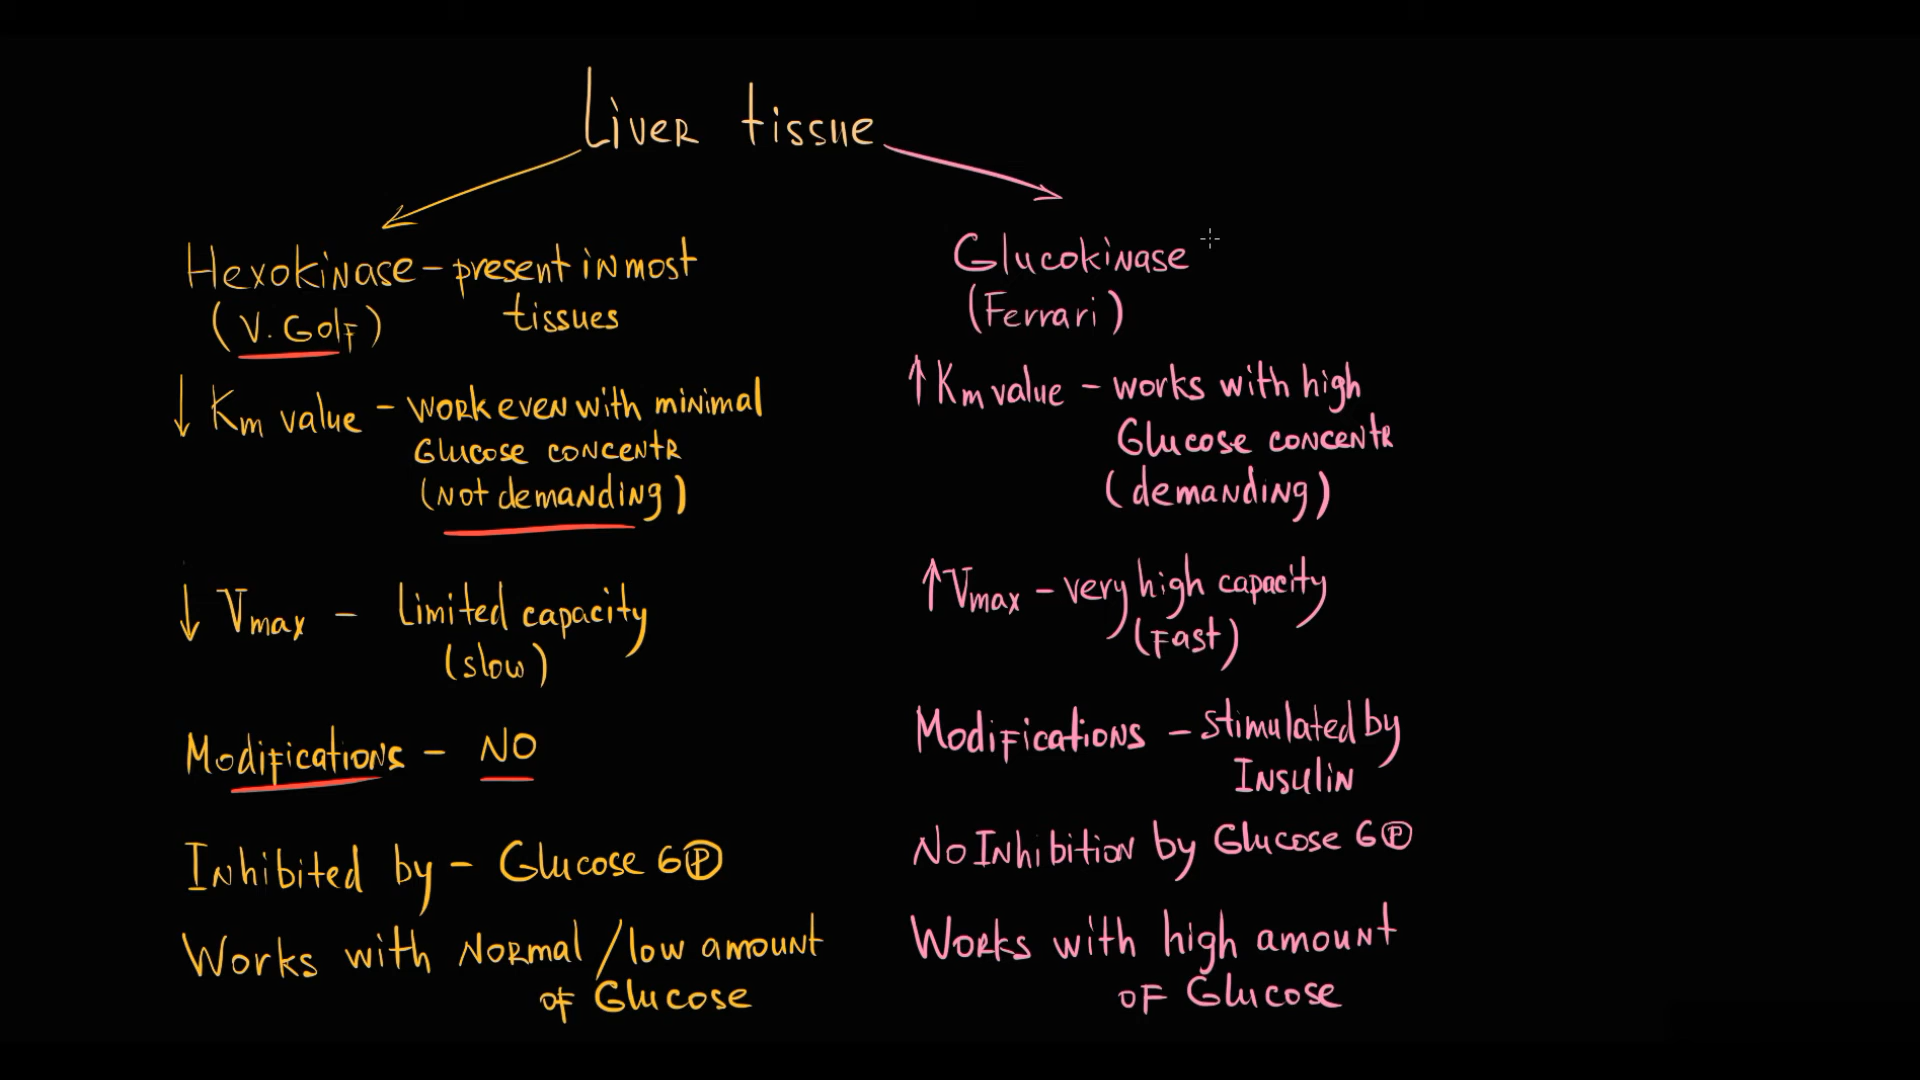 Liver tissue
Hexokinase - present in most
tissues
(V. Golf)
↓ Km value - work even with minimal
Glucose concentr
(not demanding)
↓ Vmax - Limited capacity
(slow)
Modifications - NO
Inhibited by - Glucose 6(P)
Works with normal/low amount
of Glucose
Glucokinase
(Ferrari)
↑ Km value - works with high
Glucose concentr
(demanding)
↑ Vmax - very high capacity
(Fast)
Modifications - stimulated by
Insulin
No Inhibition by Glucose 6(P)
Works with high amount
of Glucose